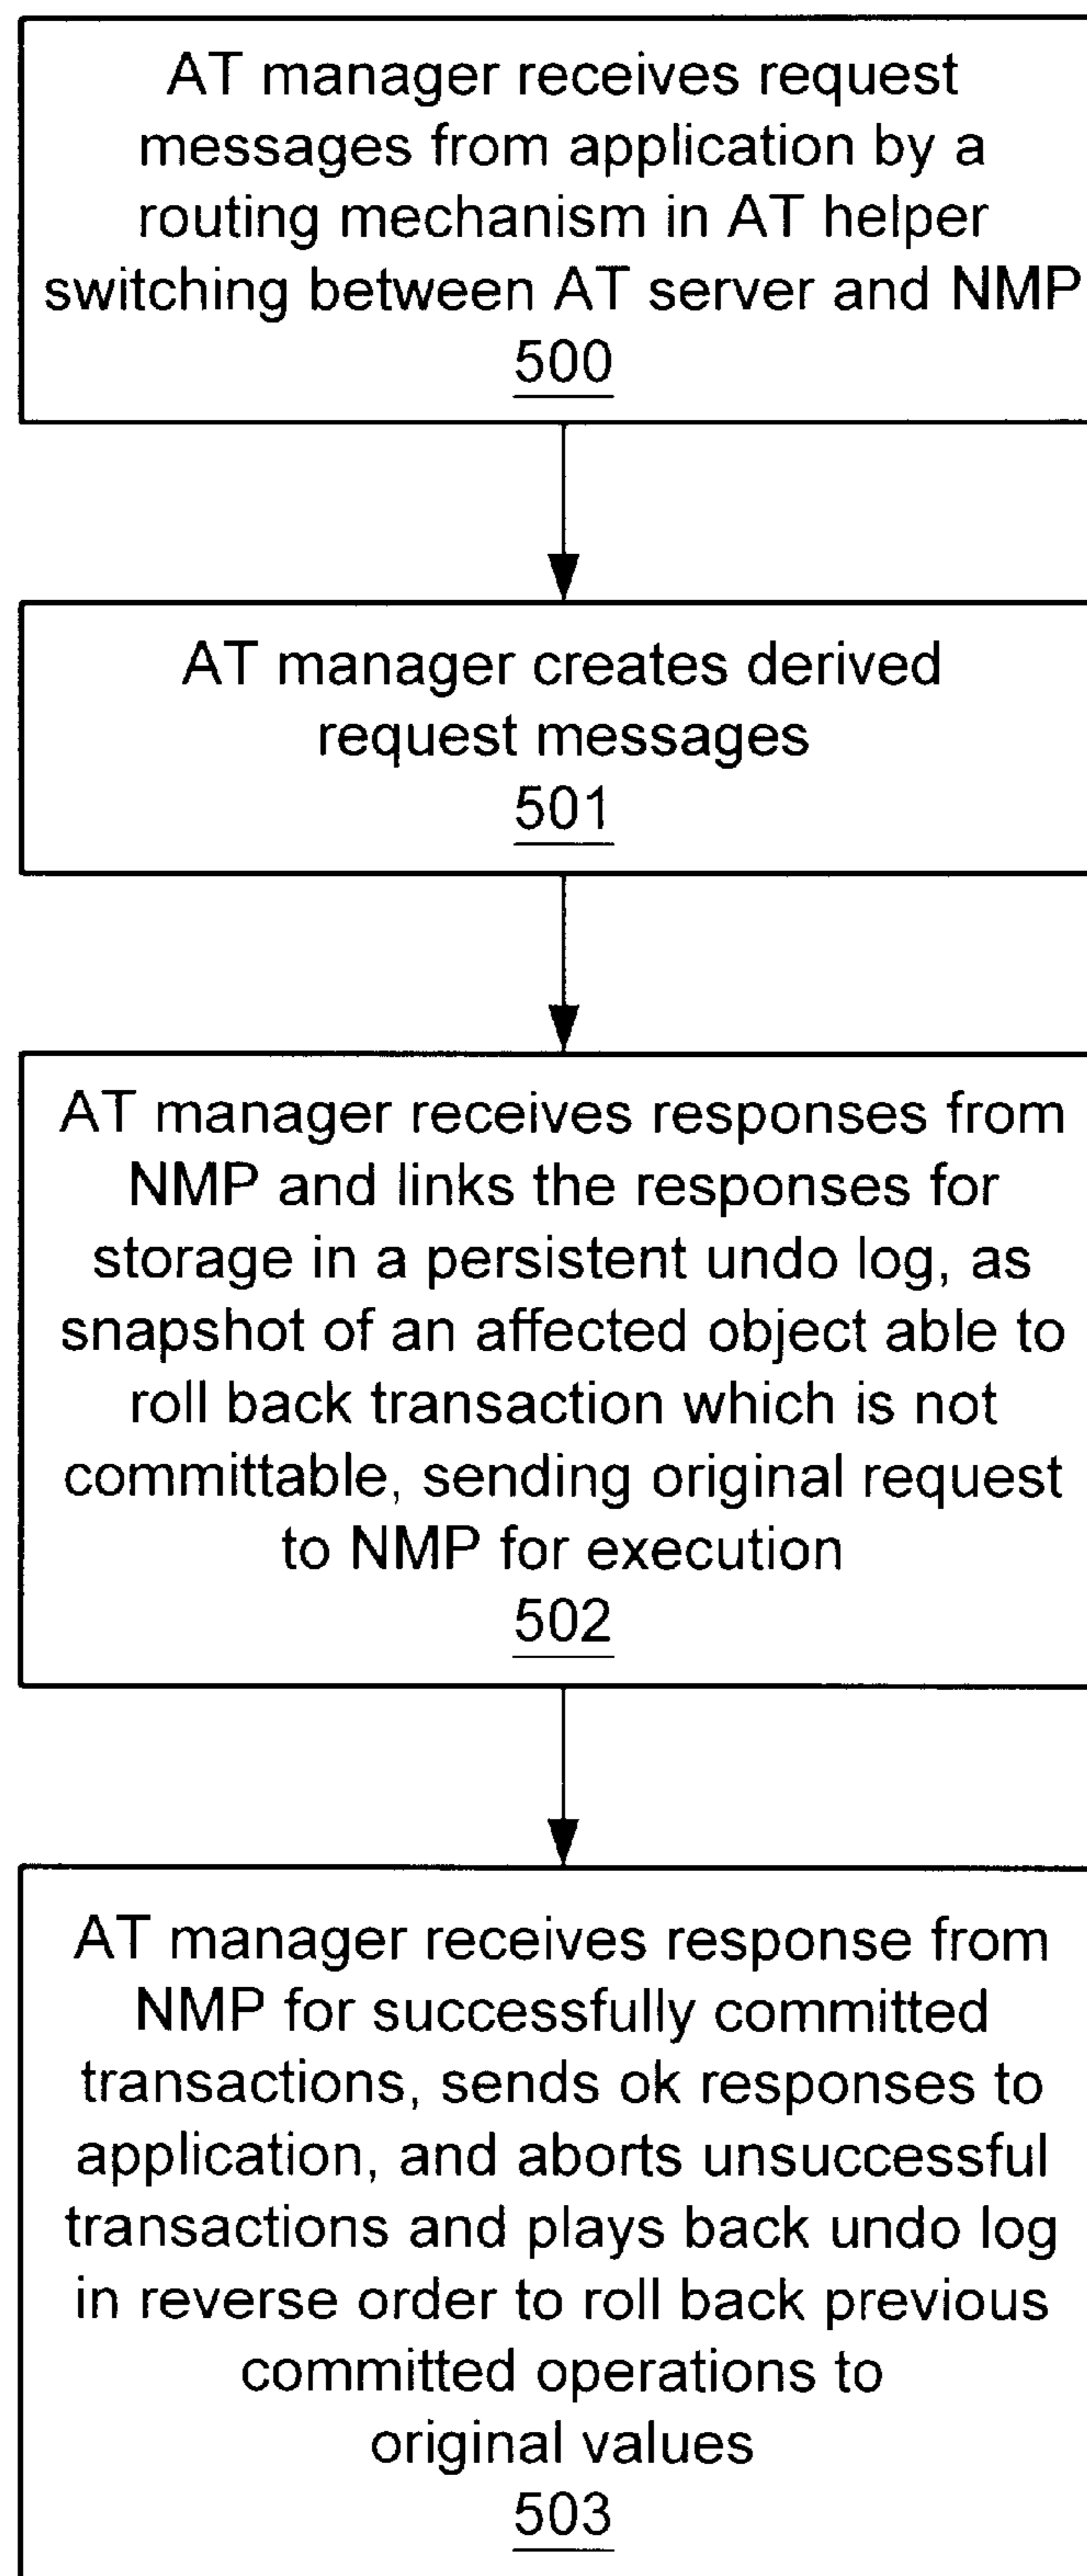 AT manager receives request
messages from application by a
routing mechanism in AT helper
switching between AT server and NMP
500
AT manager creates derived
request messages
501
AT manager receives responses from
NMP and links the responses for
storage in a persistent undo log, as
snapshot of an affected object able to
roll back transaction which is not
committable, sending original request
to NMP for execution
502
AT manager receives response from
NMP for successfully committed
transactions, sends ok responses to
application, and aborts unsuccessful
transactions and plays back undo log
in reverse order to roll back previous
committed operations to
original values
503